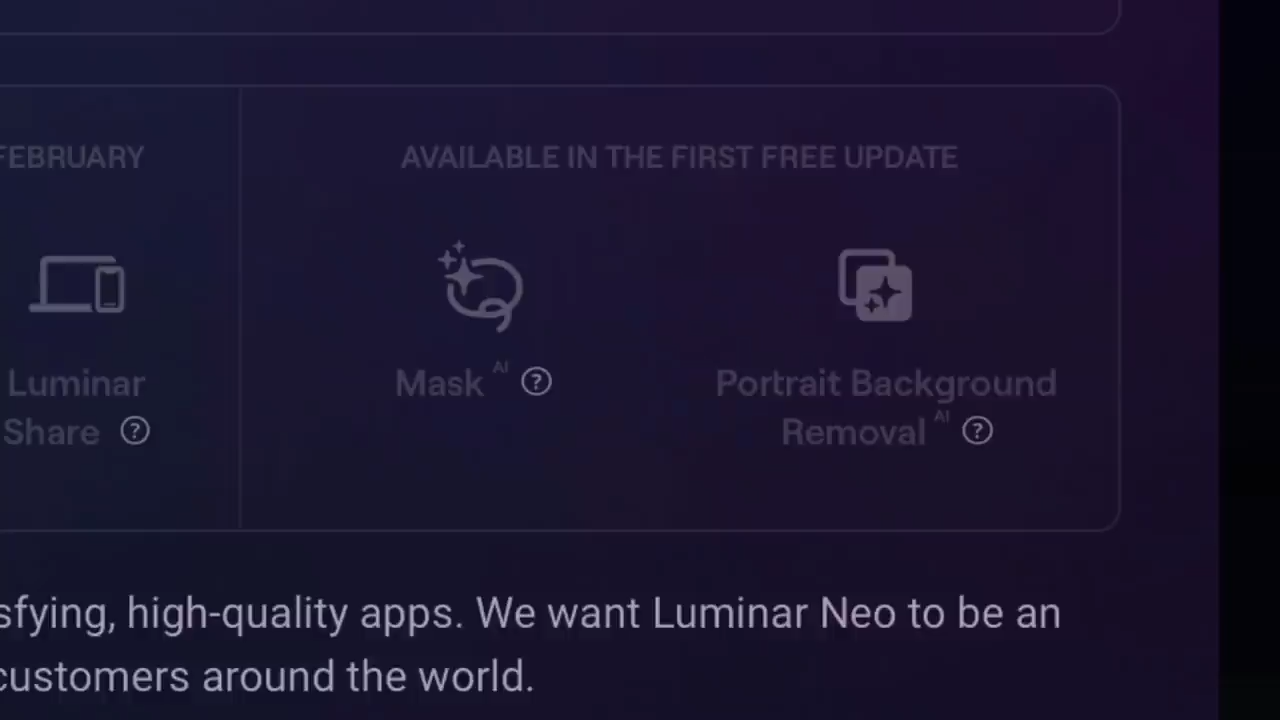 FEBRUARY
AVAILABLE IN THE FIRST FREE UPDATE
Luminar
Share ?
Mask AI ?
Portrait Background
Removal AI ?
sfying, high-quality apps. We want Luminar Neo to be an
customers around the world.